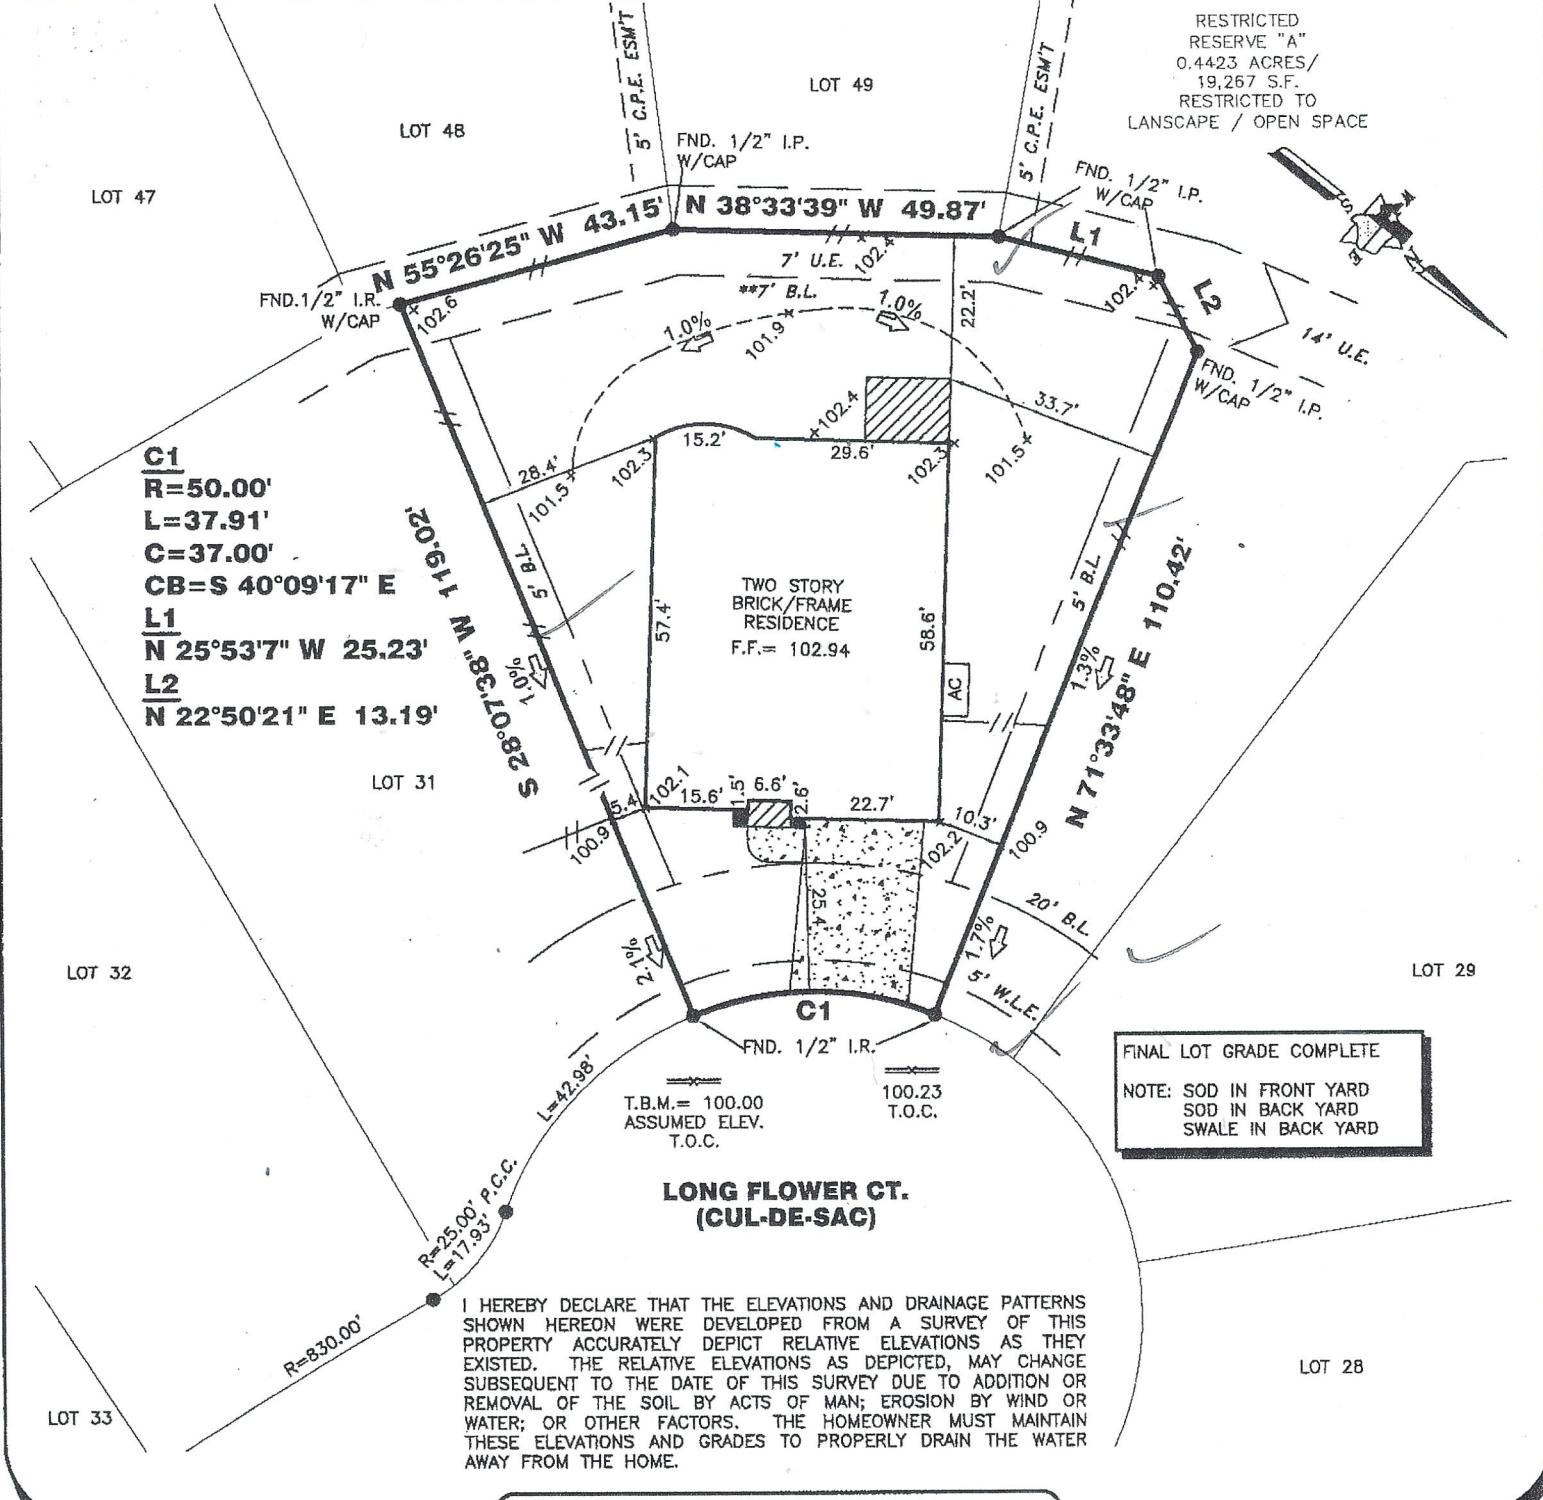 RESTRICTED
RESERVE "A"
0.4423 ACRES/
19,267 S.F.
RESTRICTED TO
LANSCAPE / OPEN SPACE
5' C.P.E. ESM'T
5' C.P.E. ESM'T
LOT 49
LOT 48
LOT 47
FND. 1/2" I.P.
W/CAP
FND. 1/2" I.P.
W/CAP
S
W
E
N
N 55°26'25" W 43.15'
N 38°33'39" W 49.87'
L1
L2
FND.1/2" I.R.
W/CAP
102.6
7' U.E.
102.4
**7' B.L.
22.2'
102.4
14' U.E.
1.0%
101.9
1.0%
FND. 1/2" I.P.
W/CAP
102.4
33.7'
15.2'
29.6'
28.4'
102.3
102.3
101.5
101.5
C1
R=50.00'
L=37.91'
C=37.00'
CB=S 40°09'17" E
L1
N 25°53'7" W 25.23'
L2
N 22°50'21" E 13.19'
S 28°07'38" W 119.02'
5' B.L.
5' B.L.
N 71°33'48" E 110.42'
TWO STORY
BRICK/FRAME
RESIDENCE
F.F.= 102.94
57.4'
58.6'
AC
1.0%
1.3%
LOT 31
5.4
102.1
15.6'
1.5'
6.6'
2.6'
22.7'
10.3'
100.9
102.2
100.9
25.4
20' B.L.
2.1%
1.7%
5' W.L.E.
LOT 32
LOT 29
C1
FND. 1/2" I.R.
T.B.M.= 100.00
ASSUMED ELEV.
T.O.C.
100.23
T.O.C.
FINAL LOT GRADE COMPLETE
NOTE: SOD IN FRONT YARD
SOD IN BACK YARD
SWALE IN BACK YARD
L=42.98'
P.C.C.
R=25.00'
L=17.93'
R=830.00'
LONG FLOWER CT.
(CUL-DE-SAC)
I HEREBY DECLARE THAT THE ELEVATIONS AND DRAINAGE PATTERNS
SHOWN HEREON WERE DEVELOPED FROM A SURVEY OF THIS
PROPERTY ACCURATELY DEPICT RELATIVE ELEVATIONS AS THEY
EXISTED. THE RELATIVE ELEVATIONS AS DEPICTED, MAY CHANGE
SUBSEQUENT TO THE DATE OF THIS SURVEY DUE TO ADDITION OR
REMOVAL OF THE SOIL BY ACTS OF MAN; EROSION BY WIND OR
WATER; OR OTHER FACTORS. THE HOMEOWNER MUST MAINTAIN
THESE ELEVATIONS AND GRADES TO PROPERLY DRAIN THE WATER
AWAY FROM THE HOME.
LOT 28
LOT 33